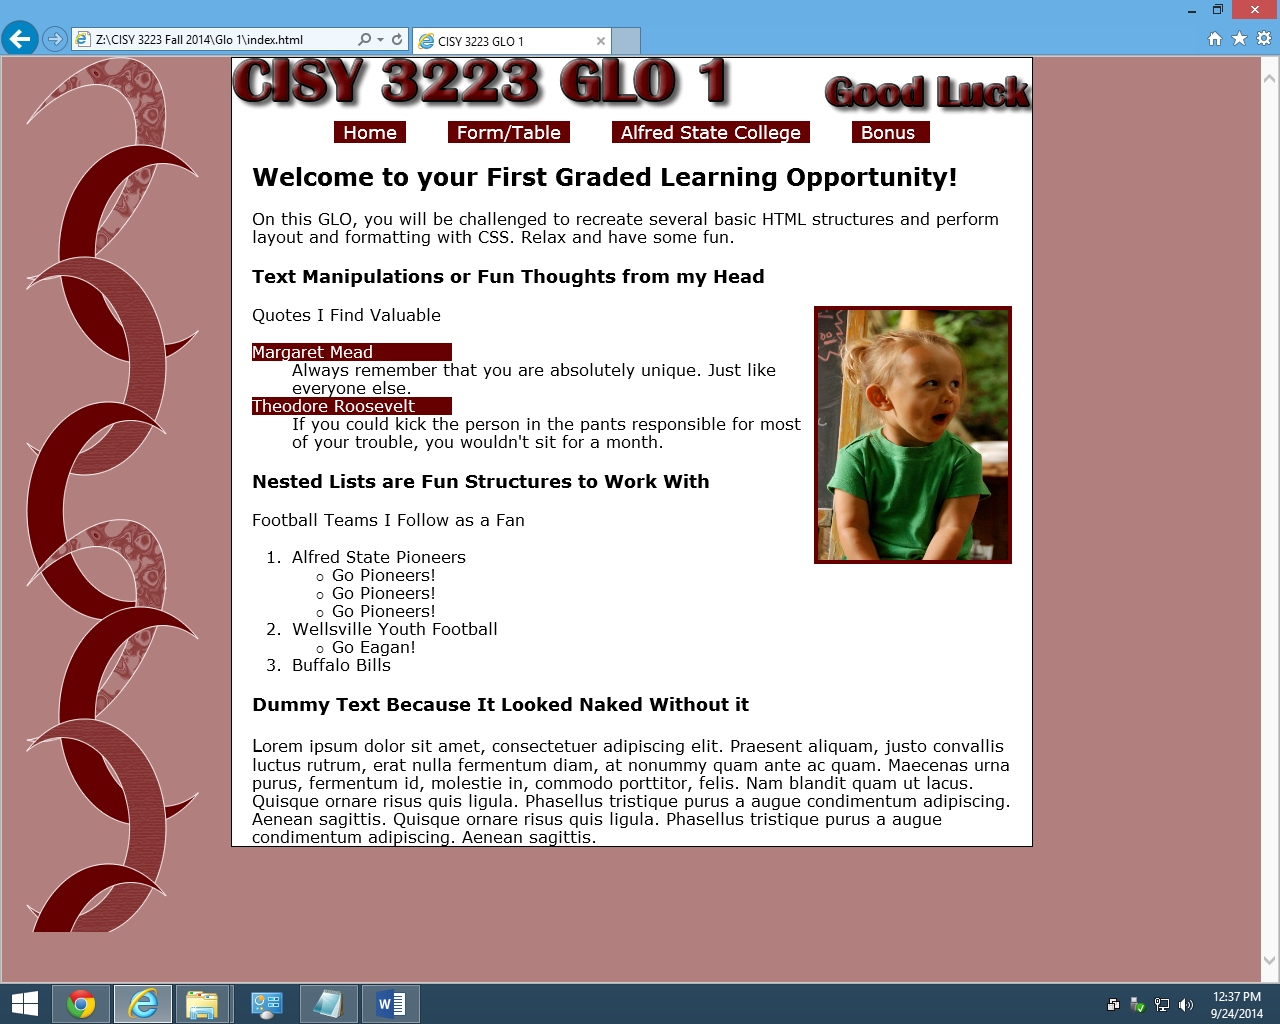 Z:\CISY 3223 Fall 2014\Glo 1\index.html
CISY 3223 GLO 1
CISY 3223 GLO 1 Good Luck
Home Form/Table Alfred State College Bonus
Welcome to your First Graded Learning Opportunity!
On this GLO, you will be challenged to recreate several basic HTML structures and perform
layout and formatting with CSS. Relax and have some fun.
Text Manipulations or Fun Thoughts from my Head
Quotes I Find Valuable
Margaret Mead
Always remember that you are absolutely unique. Just like
everyone else.
Theodore Roosevelt
If you could kick the person in the pants responsible for most
of your trouble, you wouldn't sit for a month.
Nested Lists are Fun Structures to Work With
Football Teams I Follow as a Fan
1. Alfred State Pioneers
o Go Pioneers!
o Go Pioneers!
o Go Pioneers!
2. Wellsville Youth Football
o Go Eagan!
3. Buffalo Bills
Dummy Text Because It Looked Naked Without it
Lorem ipsum dolor sit amet, consectetuer adipiscing elit. Praesent aliquam, justo convallis
luctus rutrum, erat nulla fermentum diam, at nonummy quam ante ac quam. Maecenas urna
purus, fermentum id, molestie in, commodo porttitor, felis. Nam blandit quam ut lacus.
Quisque ornare risus quis ligula. Phasellus tristique purus a augue condimentum adipiscing.
Aenean sagittis. Quisque ornare risus quis ligula. Phasellus tristique purus a augue
condimentum adipiscing. Aenean sagittis.
12:37 PM
9/24/2014